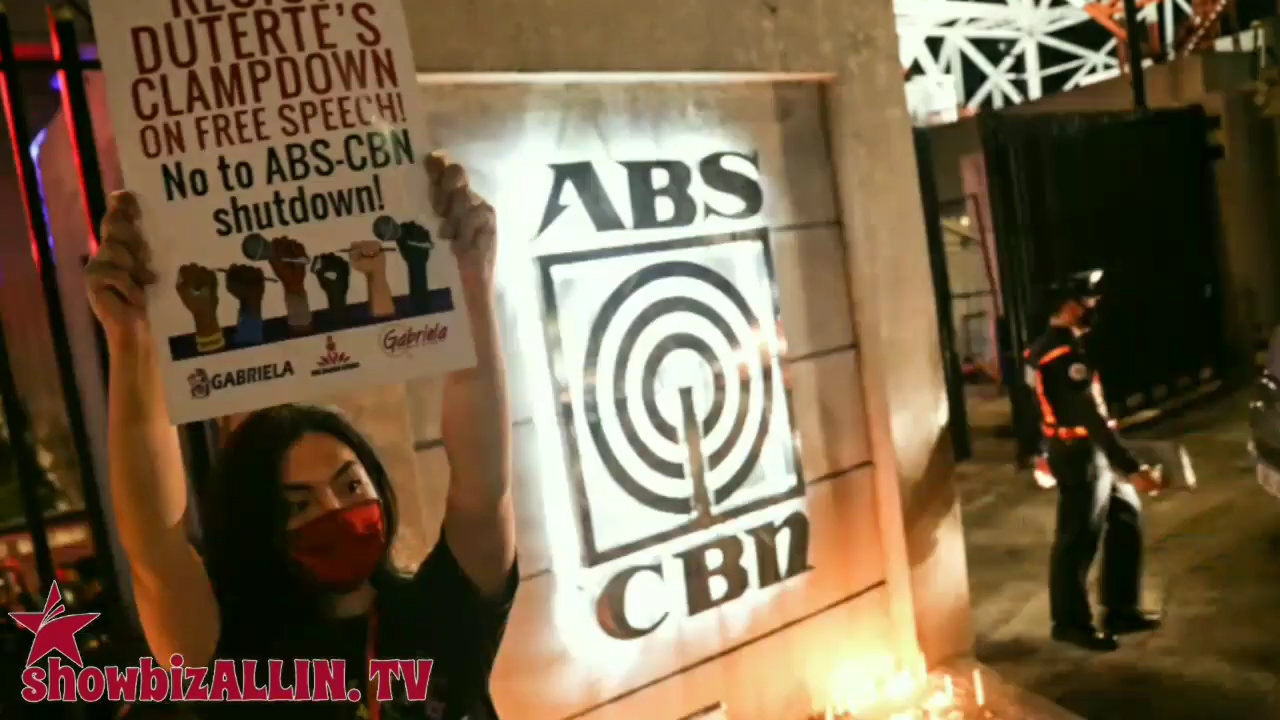 DUTERTE'S
CLAMPDOWN
ON FREE SPEECH!
No to ABS-CBN
shutdown!
GABRIELA
Gabriela
ABS
CBN
showbizALLIN.TV